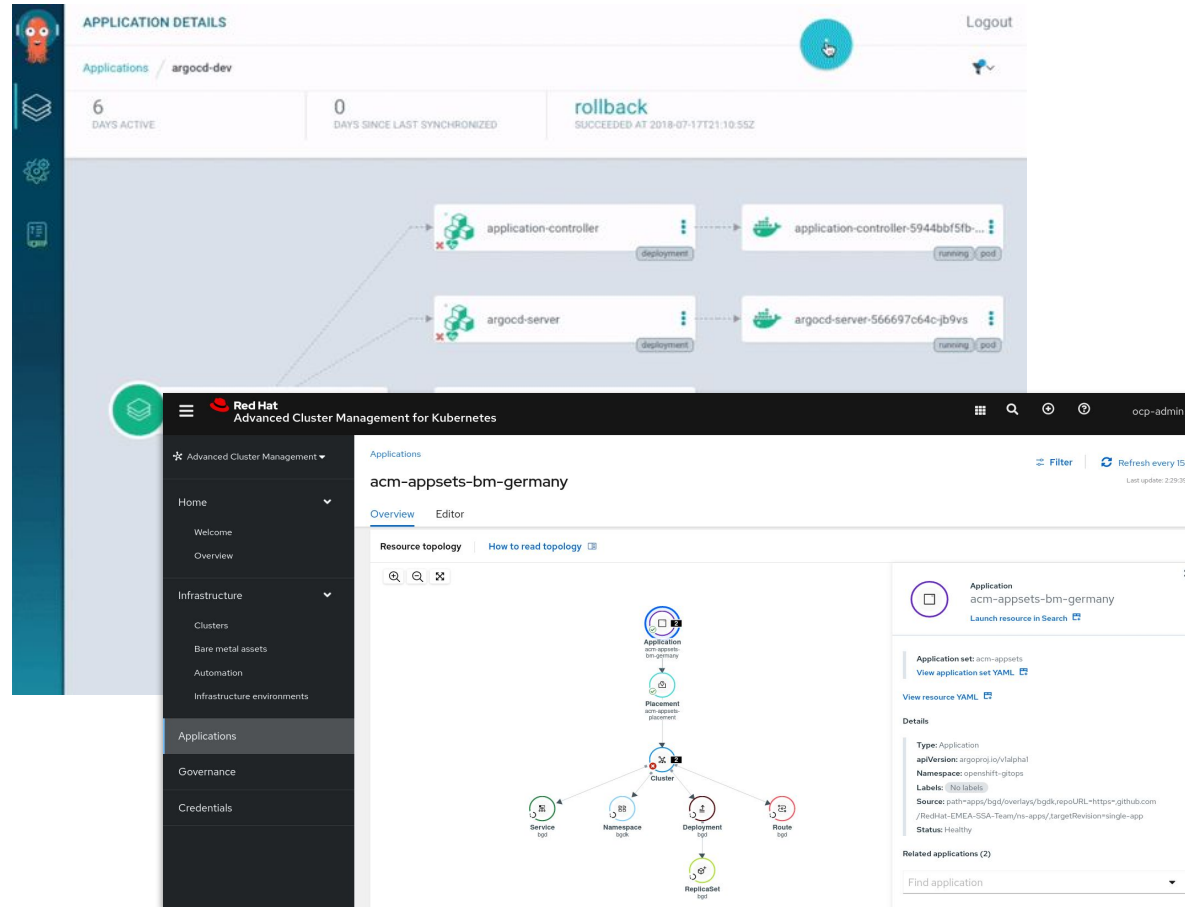 APPLICATION DETAILS
Logout
Applications / argocd-dev
6
DAYS ACTIVE
0
DAYS SINCE LAST SYNCHRONIZED
rollback
SUCCEEDED AT 2018-07-17T21:10:55Z
application-controller
deployment
application-controller-5944bbf5fb-...
running pod
argocd-server
deployment
argocd-server-566697c64c-jb9vs
running pod
Red Hat
Advanced Cluster Management for Kubernetes
ocp-admin
Advanced Cluster Management
Home
Welcome
Overview
Infrastructure
Clusters
Bare metal assets
Automation
Infrastructure environments
Applications
Governance
Credentials
Applications
acm-appsets-bm-germany
Filter
Refresh every 15
Last update: 2:29:39
Overview Editor
Resource topology How to read topology
2
Application
acm-appsets-
bm-germany
Placement
acm-appsets-
placement
2
Cluster
Service
bgd
Namespace
bgdk
Deployment
bgd
Route
bgd
ReplicaSet
bgd
Application
acm-appsets-bm-germany
Launch resource in Search
Application set: acm-appsets
View application set YAML
View resource YAML
Details
Type: Application
apiVersion: argoproj.io/v1alpha1
Namespace: openshift-gitops
Labels: No labels
Source: path=apps/bgd/overlays/bgdk,repoURL=https=,github.com
/RedHat-EMEA-SSA-Team/ns-apps/,targetRevision=single-app
Status: Healthy
Related applications (2)
Find application